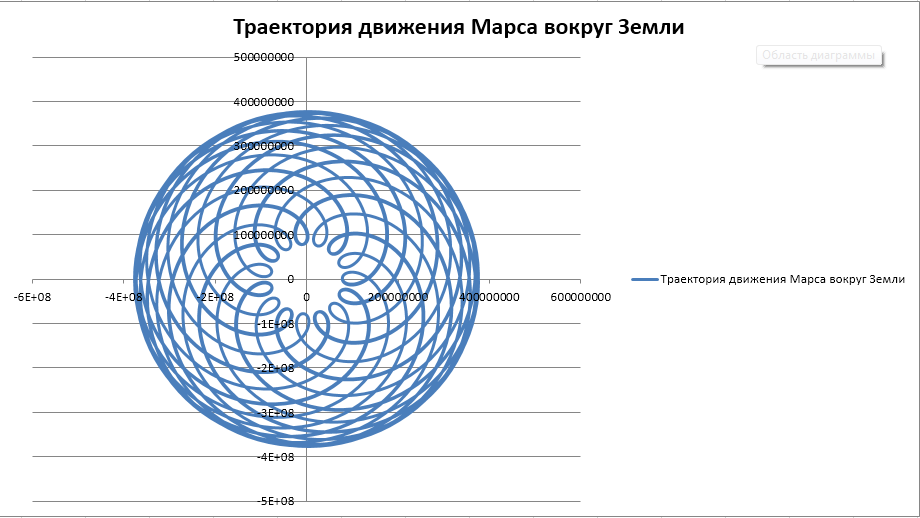 Траектория движения Марса вокруг Земли
Область диаграммы
500000000
400000000
300000000
200000000
100000000
0
-6E+08 -4E+08 -2E+08 0 200000000 400000000 600000000
-1E+08
-2E+08
-3E+08
-4E+08
-5E+08
Траектория движения Марса вокруг Земли